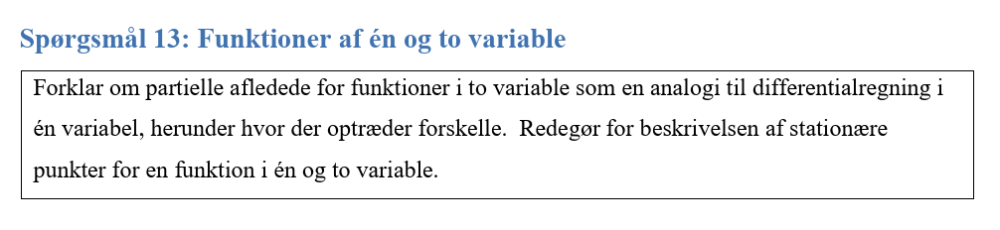 Spørgsmål 13: Funktioner af én og to variable
Forklar om partielle afledede for funktioner i to variable som en analogi til differentialregning i
én variabel, herunder hvor der optræder forskelle.  Redegør for beskrivelsen af stationære
punkter for en funktion i én og to variable.